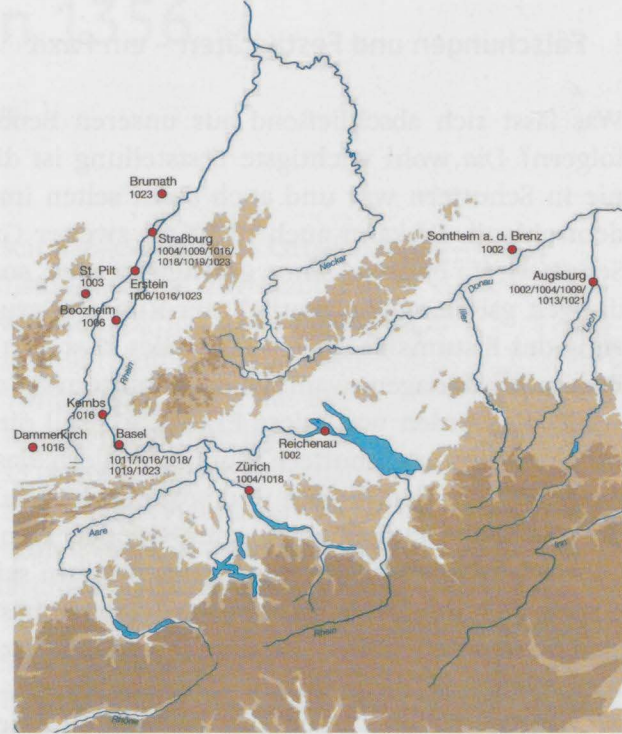 Brumath
1023
Straßburg
1004/1009/1016/
1018/1019/1023
St. Pilt
1003
Erstein
1006/1016/1023
Boozheim
1006
Neckar
Sontheim a. d. Brenz
1002
Donau
Augsburg
1002/1004/1009/
1013/1021
Iller
Lech
Rhein
Kembs
1016
Dammerkirch
1016
Basel
1011/1016/1018/
1019/1023
Reichenau
1002
Zürich
1004/1018
Aare
Inn
Rhein
Rhône